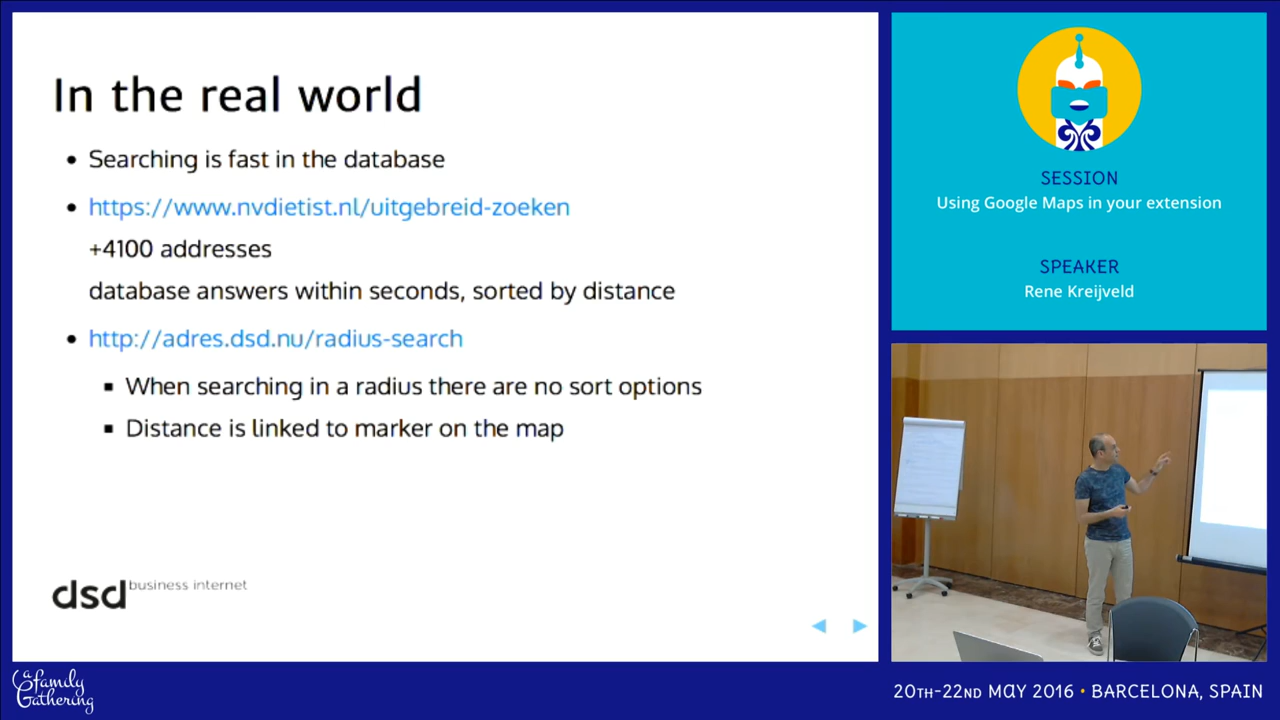 In the real world
Searching is fast in the database
https://www.nvdietist.nl/uitgebreid-zoeken
+4100 addresses
database answers within seconds, sorted by distance
http://adres.dsd.nu/radius-search
When searching in a radius there are no sort options
Distance is linked to marker on the map
dsd business internet
SESSION
Using Google Maps in your extension
SPEAKER
Rene Kreijveld
a family
Gathering
20TH-22ND MAY 2016 • BARCELONA, SPAIN